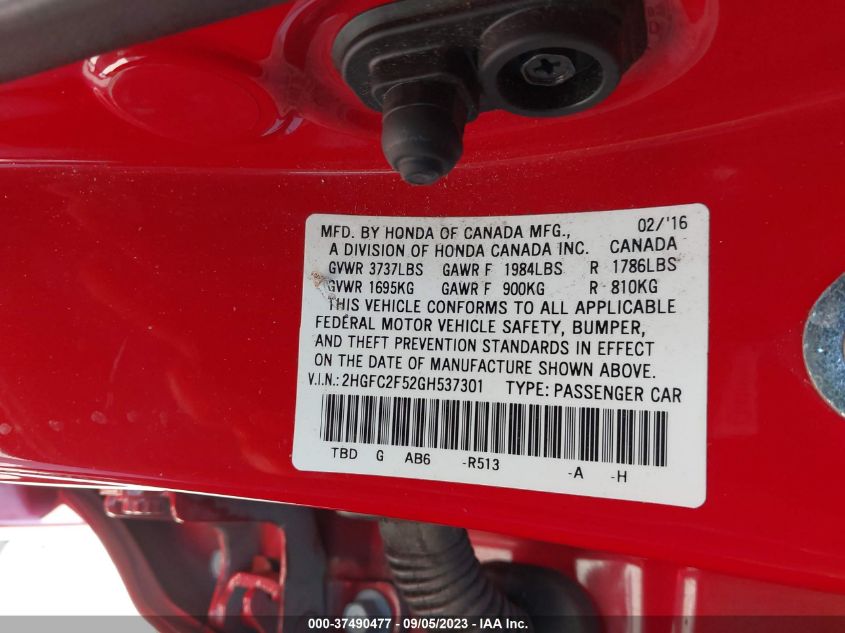 MFD. BY HONDA OF CANADA MFG., 02/'16
A DIVISION OF HONDA CANADA INC. CANADA
GVWR 3737LBS GAWR F 1984LBS R 1786LBS
GVWR 1695KG GAWR F 900KG R 810KG
THIS VEHICLE CONFORMS TO ALL APPLICABLE
FEDERAL MOTOR VEHICLE SAFETY, BUMPER,
AND THEFT PREVENTION STANDARDS IN EFFECT
ON THE DATE OF MANUFACTURE SHOWN ABOVE.
V.I.N.: 2HGFC2F52GH537301 TYPE: PASSENGER CAR
TBD G AB6 -R513 -A -H
000-37490477 - 09/05/2023 - IAA Inc.